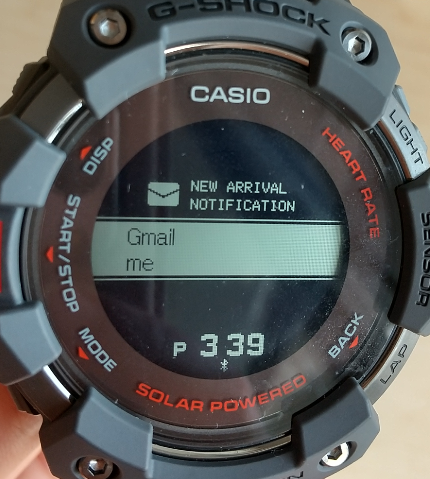 G-SHOCK
CASIO
DISP
LIGHT
HEART RATE
NEW ARRIVAL
NOTIFICATION
START/STOP
SENSOR
Gmail
me
P 3 39
MODE
BACK
LAP
SOLAR POWERED